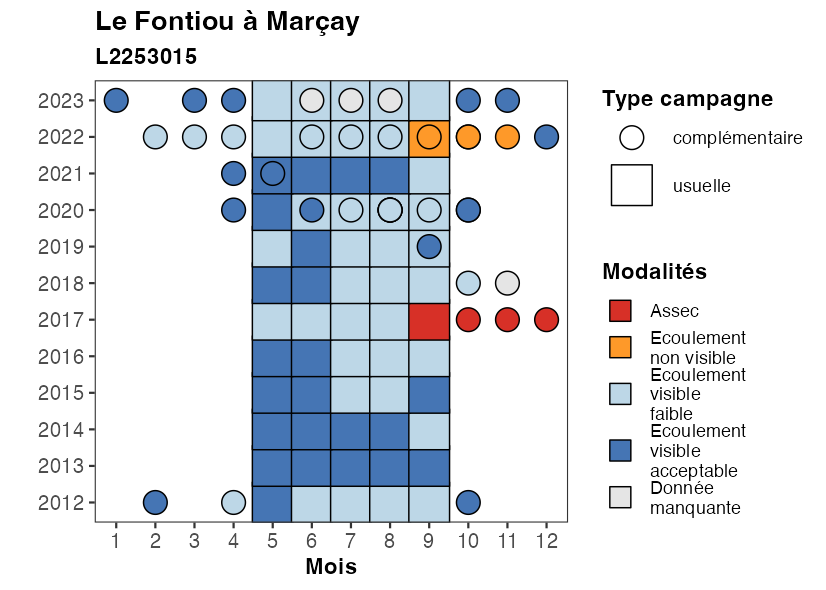 Le Fontiou à Marçay
L2253015
2023
2022
2021
2020
2019
2018
2017
2016
2015
2014
2013
2012
1 2 3 4 5 6 7 8 9 10 11 12
Mois
Type campagne
complémentaire
usuelle
Modalités
Assec
Ecoulement
non visible
Ecoulement
visible
faible
Ecoulement
visible
acceptable
Donnée
manquante